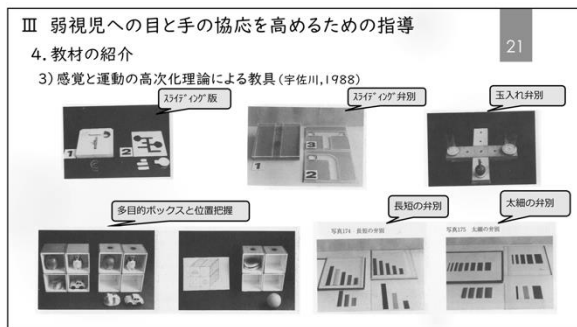 Ⅲ 弱視児への目と手の協応を高めるための指導
21
4. 教材の紹介
3) 感覚と運動の高次化理論による教具(宇佐川,1988)
ｽﾗｲﾃﾞｨﾝｸﾞ版
ｽﾗｲﾃﾞｨﾝｸﾞ弁別
玉入れ弁別
1
2
1
3
2
多目的ボックスと位置把握
長短の弁別
太細の弁別
写真174 長短の弁別
写真175 太細の弁別